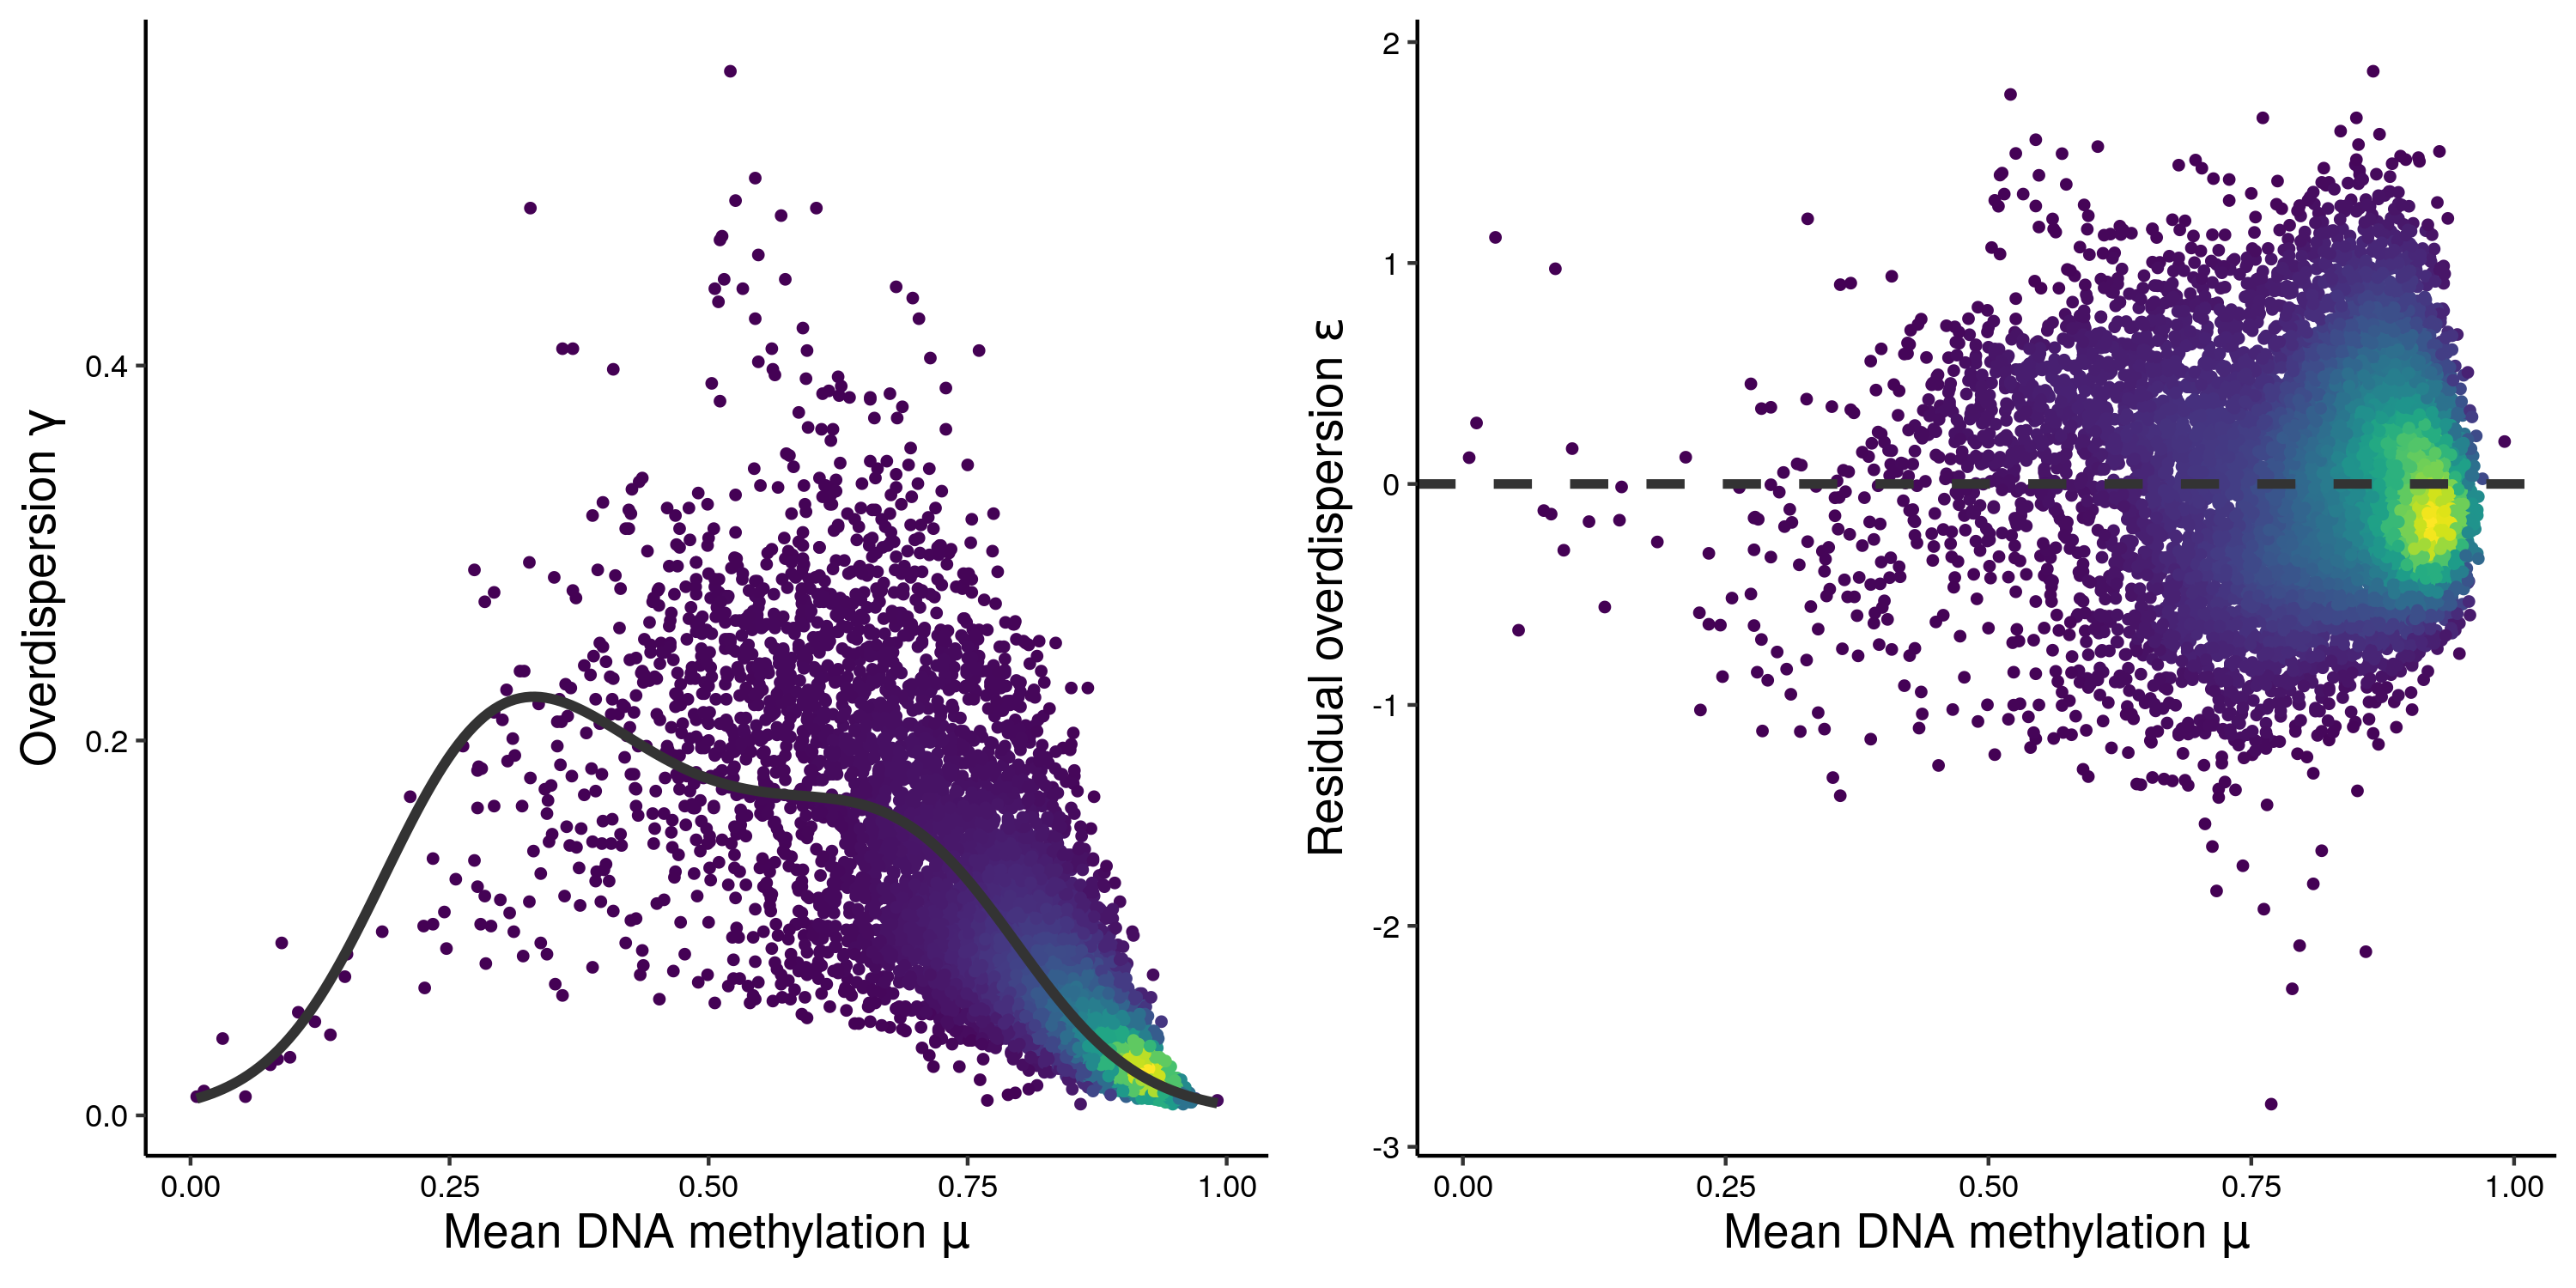 Overdispersion γ
0.4
0.2
0.0
0.00 0.25 0.50 0.75 1.00
Mean DNA methylation μ
Residual overdispersion ε
2
1
0
-1
-2
-3
0.00 0.25 0.50 0.75 1.00
Mean DNA methylation μ